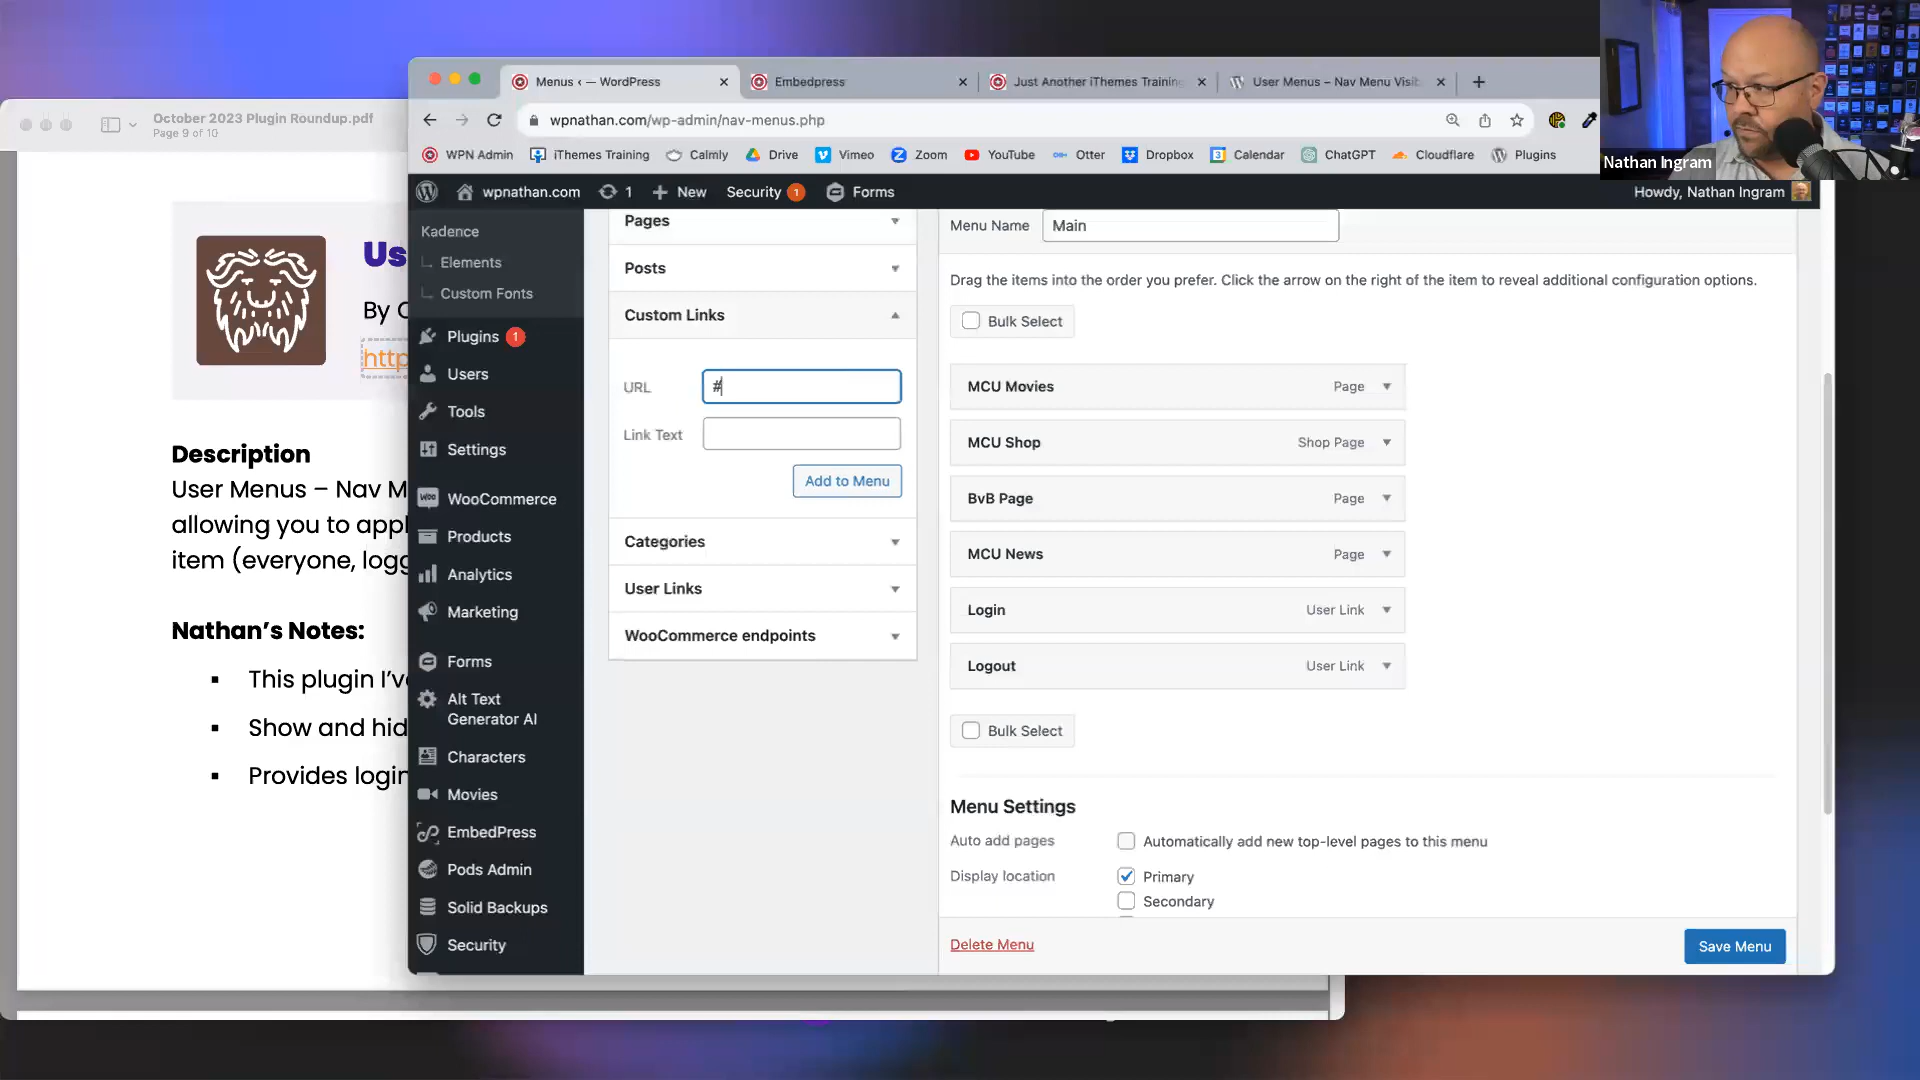 October 2023 Plugin Roundup.pdf
Page 9 of 10
Us
By
http
Description
User Menus – Nav M
allowing you to appl
item (everyone, logg
Nathan's Notes:
▪ This plugin I've
▪ Show and hid
▪ Provides login
Menus ‹ — WordPress
Embedpress
Just Another iThemes Training
User Menus – Nav Menu Visib
wpnathan.com/wp-admin/nav-menus.php
WPN Admin
iThemes Training
Calmly
Drive
Vimeo
Zoom
YouTube
Otter
Dropbox
Calendar
ChatGPT
Cloudflare
Plugins
wpnathan.com
1
New
Security 1
Forms
Howdy, Nathan Ingram
Nathan Ingram
Kadence
Elements
Custom Fonts
Plugins 1
Users
Tools
Settings
WooCommerce
Products
Analytics
Marketing
Forms
Alt Text
Generator AI
Characters
Movies
EmbedPress
Pods Admin
Solid Backups
Security
Pages
Posts
Custom Links
URL
#
Link Text
Add to Menu
Categories
User Links
WooCommerce endpoints
Menu Name
Main
Drag the items into the order you prefer. Click the arrow on the right of the item to reveal additional configuration options.
Bulk Select
MCU Movies Page
MCU Shop Shop Page
BvB Page Page
MCU News Page
Login User Link
Logout User Link
Bulk Select
Menu Settings
Auto add pages
Automatically add new top-level pages to this menu
Display location
Primary
Secondary
Delete Menu
Save Menu